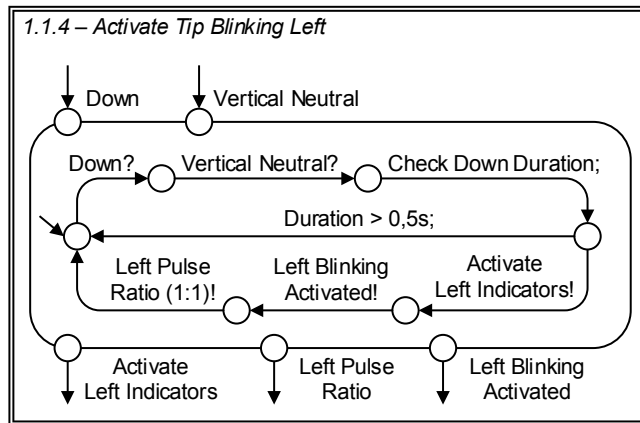 1.1.4 – Activate Tip Blinking Left
Down
Vertical Neutral
Down?
Vertical Neutral?
Check Down Duration;
Duration > 0,5s;
Left Pulse
Ratio (1:1)!
Left Blinking
Activated!
Activate
Left Indicators!
Activate
Left Indicators
Left Pulse
Ratio
Left Blinking
Activated